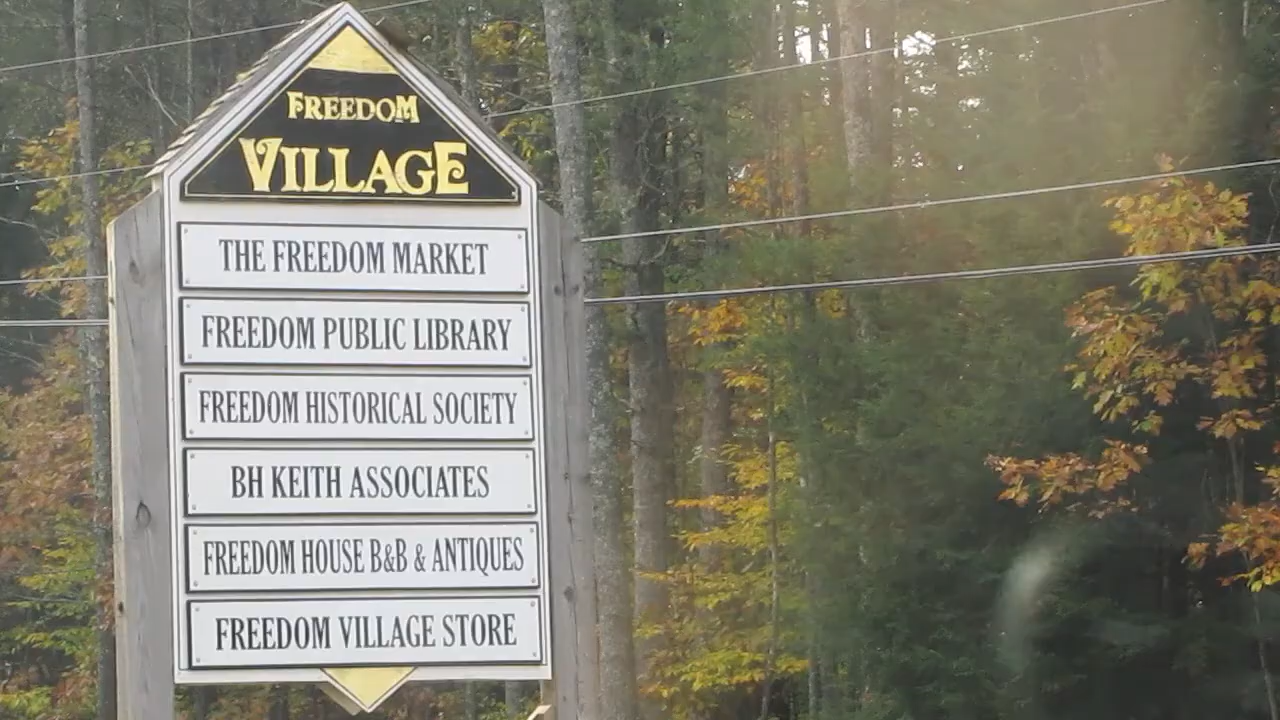 FREEDOM
VILLAGE
THE FREEDOM MARKET
FREEDOM PUBLIC LIBRARY
FREEDOM HISTORICAL SOCIETY
BH KEITH ASSOCIATES
FREEDOM HOUSE B&B & ANTIQUES
FREEDOM VILLAGE STORE